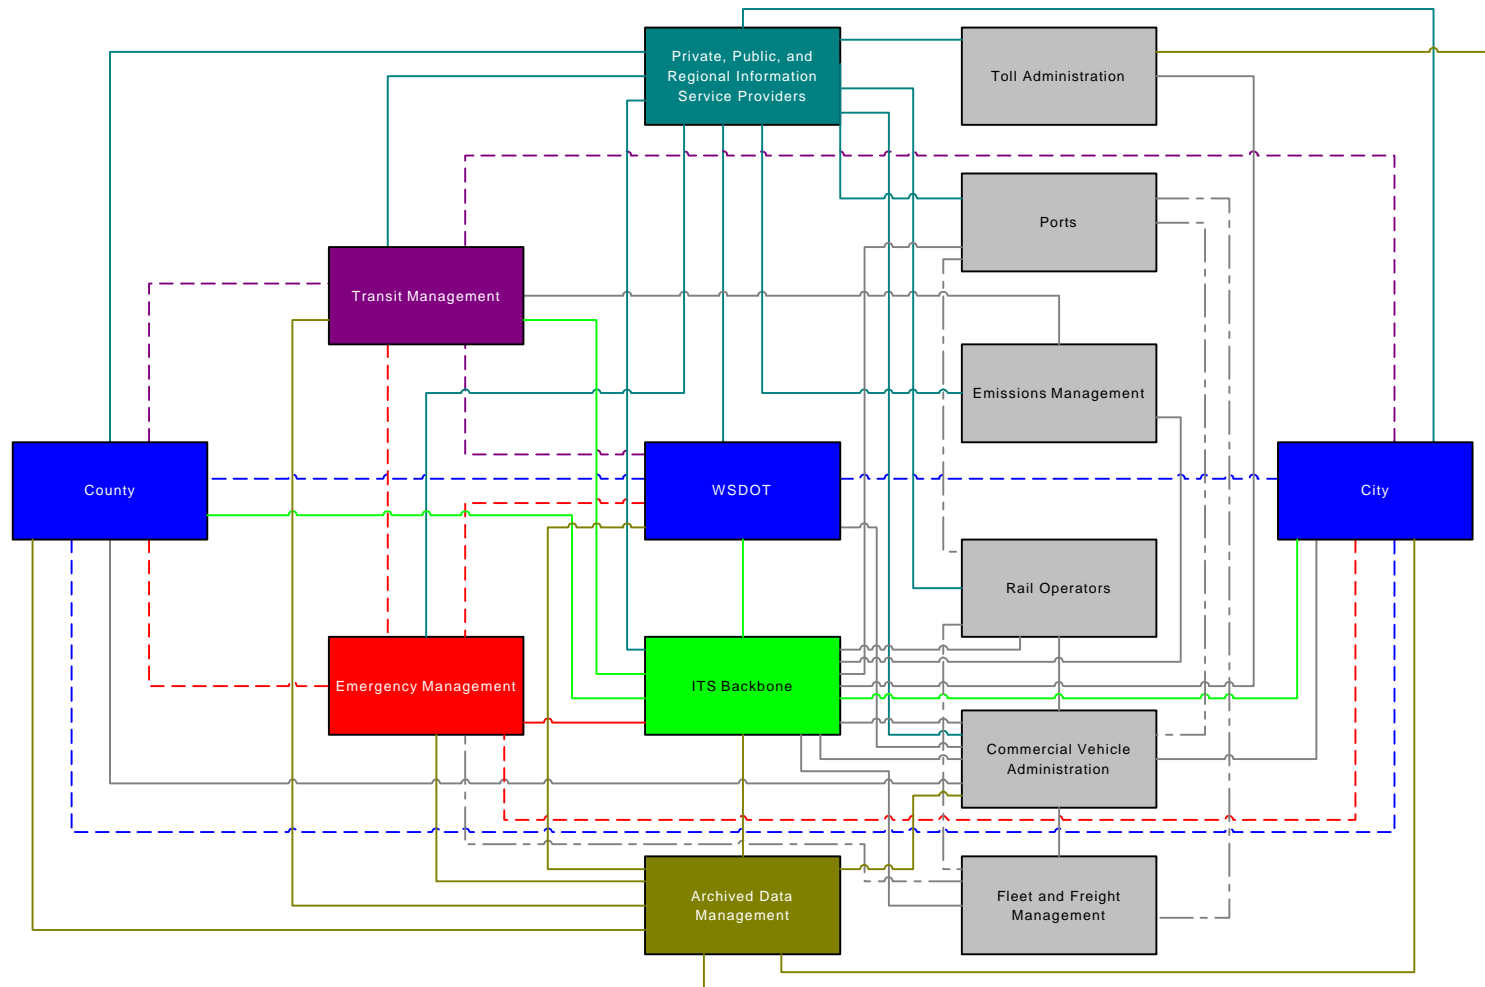 Private, Public, and
Regional Information
Service Providers
Toll Administration
Ports
Transit Management
Emissions Management
County
WSDOT
City
Rail Operators
Emergency Management
ITS Backbone
Commercial Vehicle
Administration
Archived Data
Management
Fleet and Freight
Management